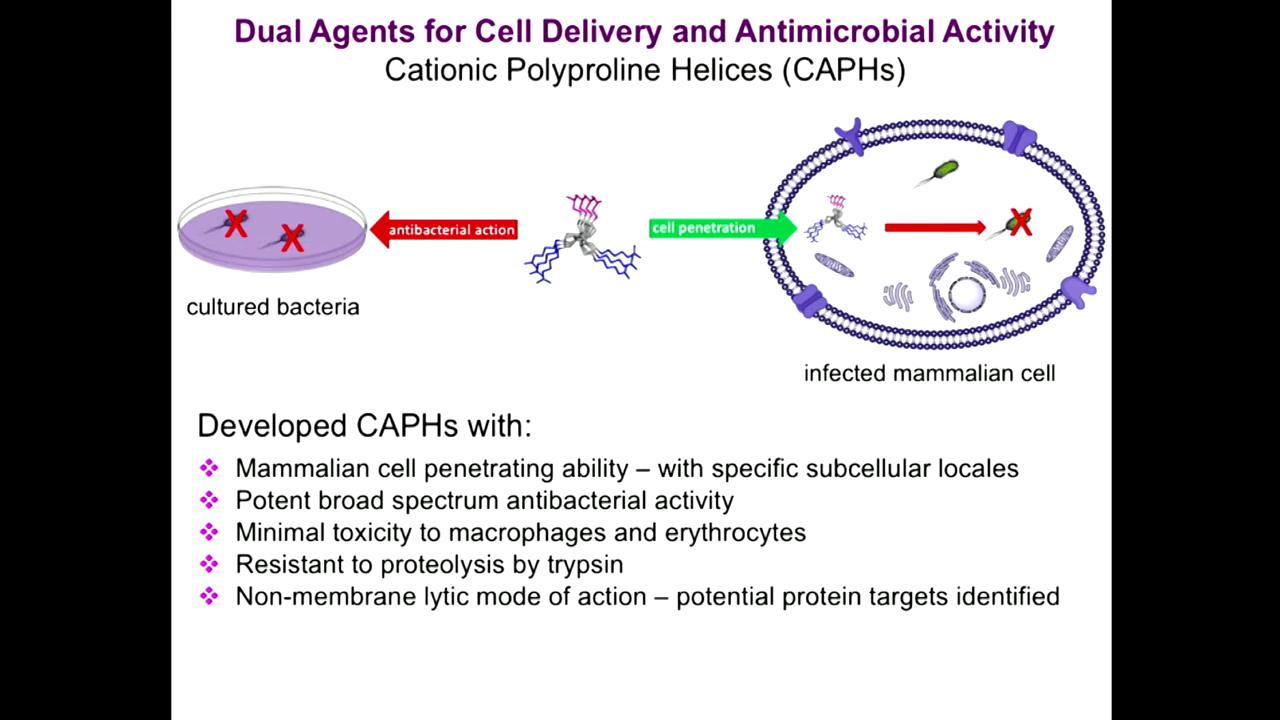 Dual Agents for Cell Delivery and Antimicrobial Activity
Cationic Polyproline Helices (CAPHs)
antibacterial action
cell penetration
cultured bacteria
infected mammalian cell
Developed CAPHs with:
❖ Mammalian cell penetrating ability – with specific subcellular locales
❖ Potent broad spectrum antibacterial activity
❖ Minimal toxicity to macrophages and erythrocytes
❖ Resistant to proteolysis by trypsin
❖ Non-membrane lytic mode of action – potential protein targets identified